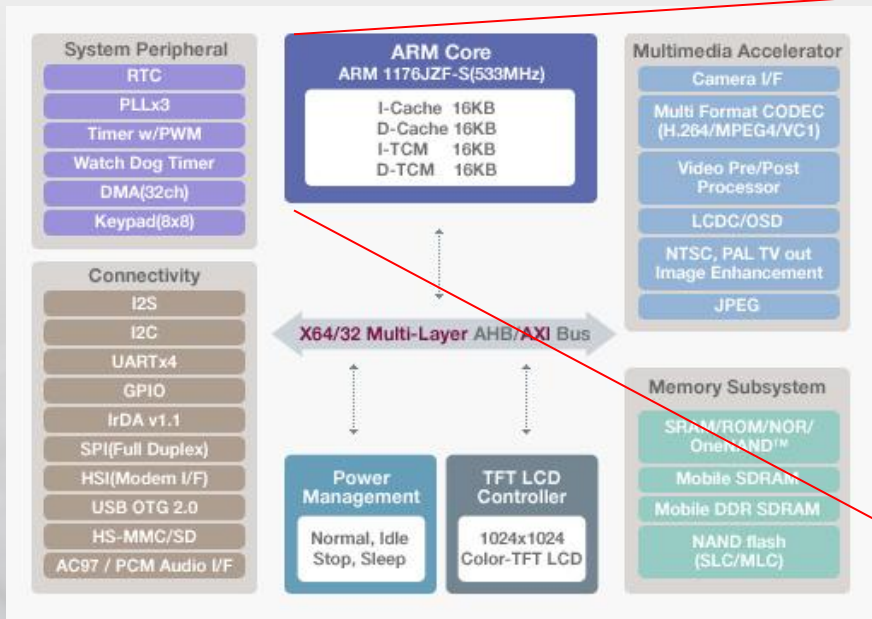 System Peripheral
RTC
PLLx3
Timer w/PWM
Watch Dog Timer
DMA(32ch)
Keypad(8x8)
Connectivity
I2S
I2C
UARTx4
GPIO
IrDA v1.1
SPI(Full Duplex)
HSI(Modem I/F)
USB OTG 2.0
HS-MMC/SD
AC97 / PCM Audio I/F
ARM Core
ARM 1176JZF-S(533MHz)
I-Cache 16KB
D-Cache 16KB
I-TCM 16KB
D-TCM 16KB
X64/32 Multi-Layer AHB/AXI Bus
Power
Management
Normal, Idle
Stop, Sleep
TFT LCD
Controller
1024x1024
Color-TFT LCD
Multimedia Accelerator
Camera I/F
Multi Format CODEC
(H.264/MPEG4/VC1)
Video Pre/Post
Processor
LCDC/OSD
NTSC, PAL TV out
Image Enhancement
JPEG
Memory Subsystem
SRAM/ROM/NOR/
OneNAND™
Mobile SDRAM
Mobile DDR SDRAM
NAND flash
(SLC/MLC)